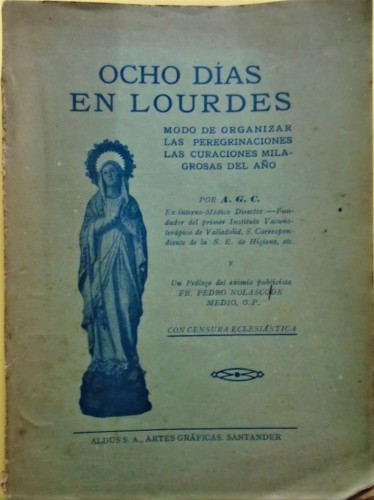 OCHO DÍAS
EN LOURDES
MODO DE ORGANIZAR
LAS PEREGRINACIONES
LAS CURACIONES MILA-
GROSAS DEL AÑO
POR A. G. C.
Ex interno-Médico Director.—Fun-
dador del primer Instituto Vacuno-
terápico de Valladolid, S. Correspon-
diente de la S. E. de Higiene, etc.
y
Un Prólogo del eximio publicista
FR. PEDRO NOLASCO DE
MEDIO, O. P.
CON CENSURA ECLESIÁSTICA
ALDUS S. A., ARTES GRÁFICAS. SANTANDER